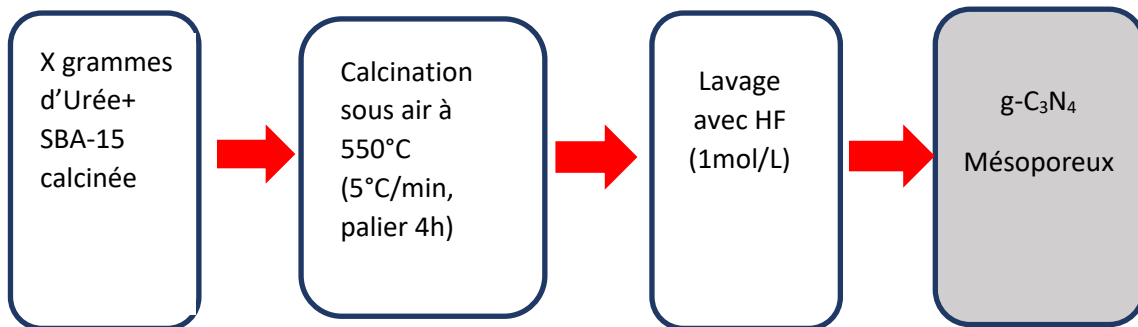 X grammes
d’Urée+
SBA-15
calcinée
Calcination
sous air à
550°C
(5°C/min,
palier 4h)
Lavage
avec HF
(1mol/L)
g-C₃N₄
Mésoporeux